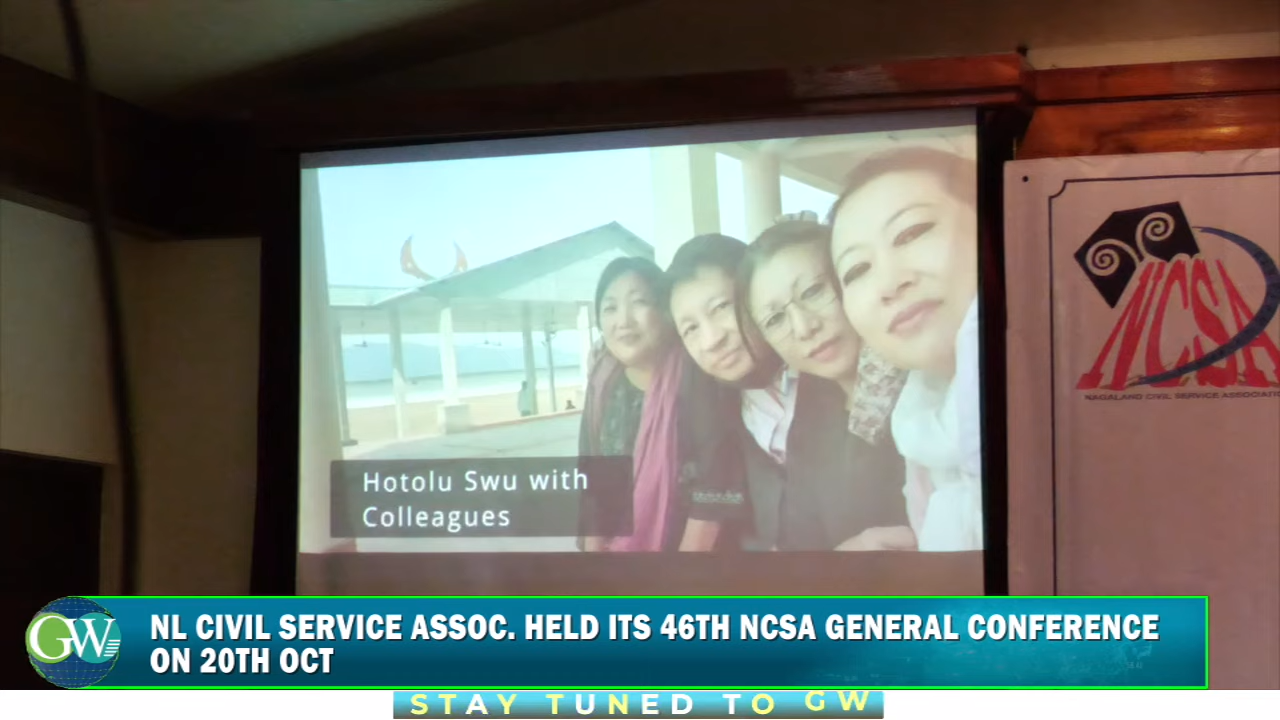 NCSA
NAGALAND CIVIL SERVICE ASSOCIATIO
Hotolu Swu with
Colleagues
GW
NL CIVIL SERVICE ASSOC. HELD ITS 46TH NCSA GENERAL CONFERENCE
ON 20TH OCT
STAY TUNED TO GW